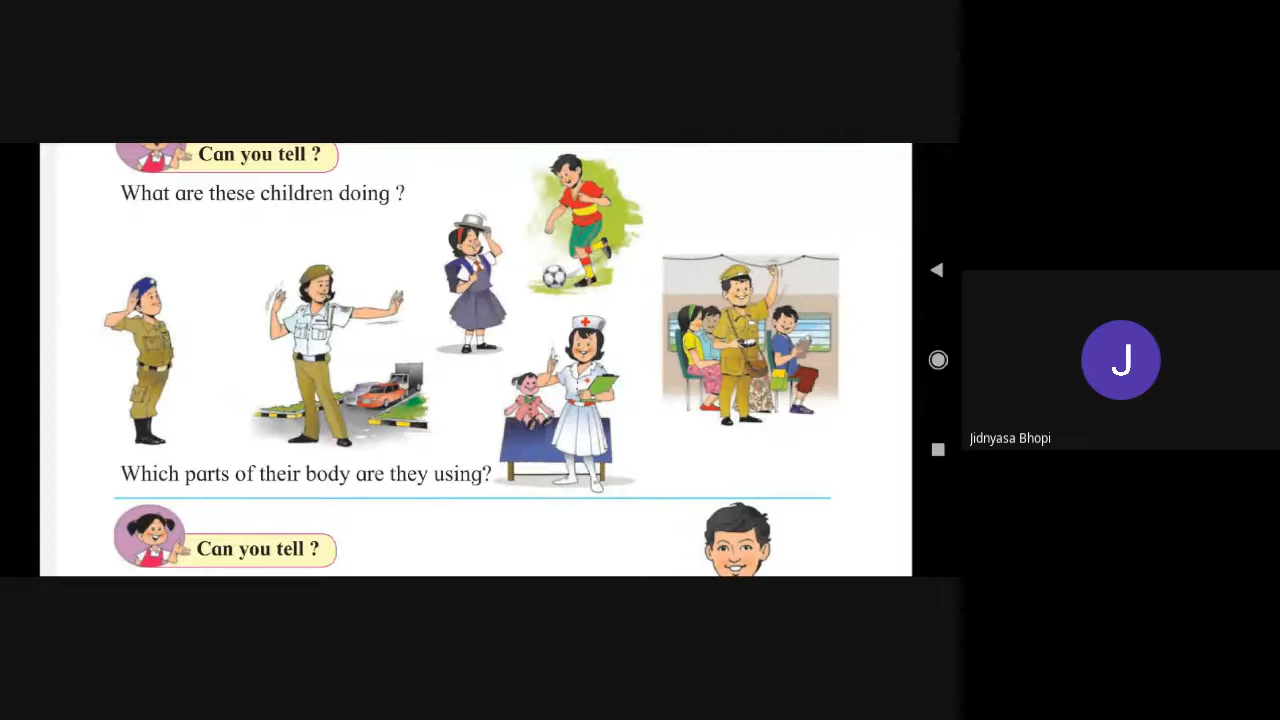 Can you tell ?
What are these children doing ?
Which parts of their body are they using?
Can you tell ?
J
Jidnyasa Bhopi